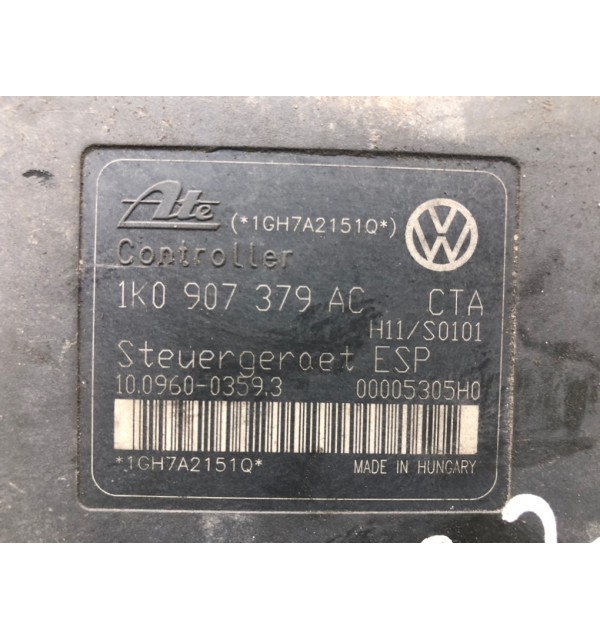 Ate (*1GH7A2151Q*)
Controller
1K0 907 379 AC CTA
H11/S0101
Steuergeraet ESP
10.0960-0359.3 00005305H0
*1GH7A2151Q* MADE IN HUNGARY